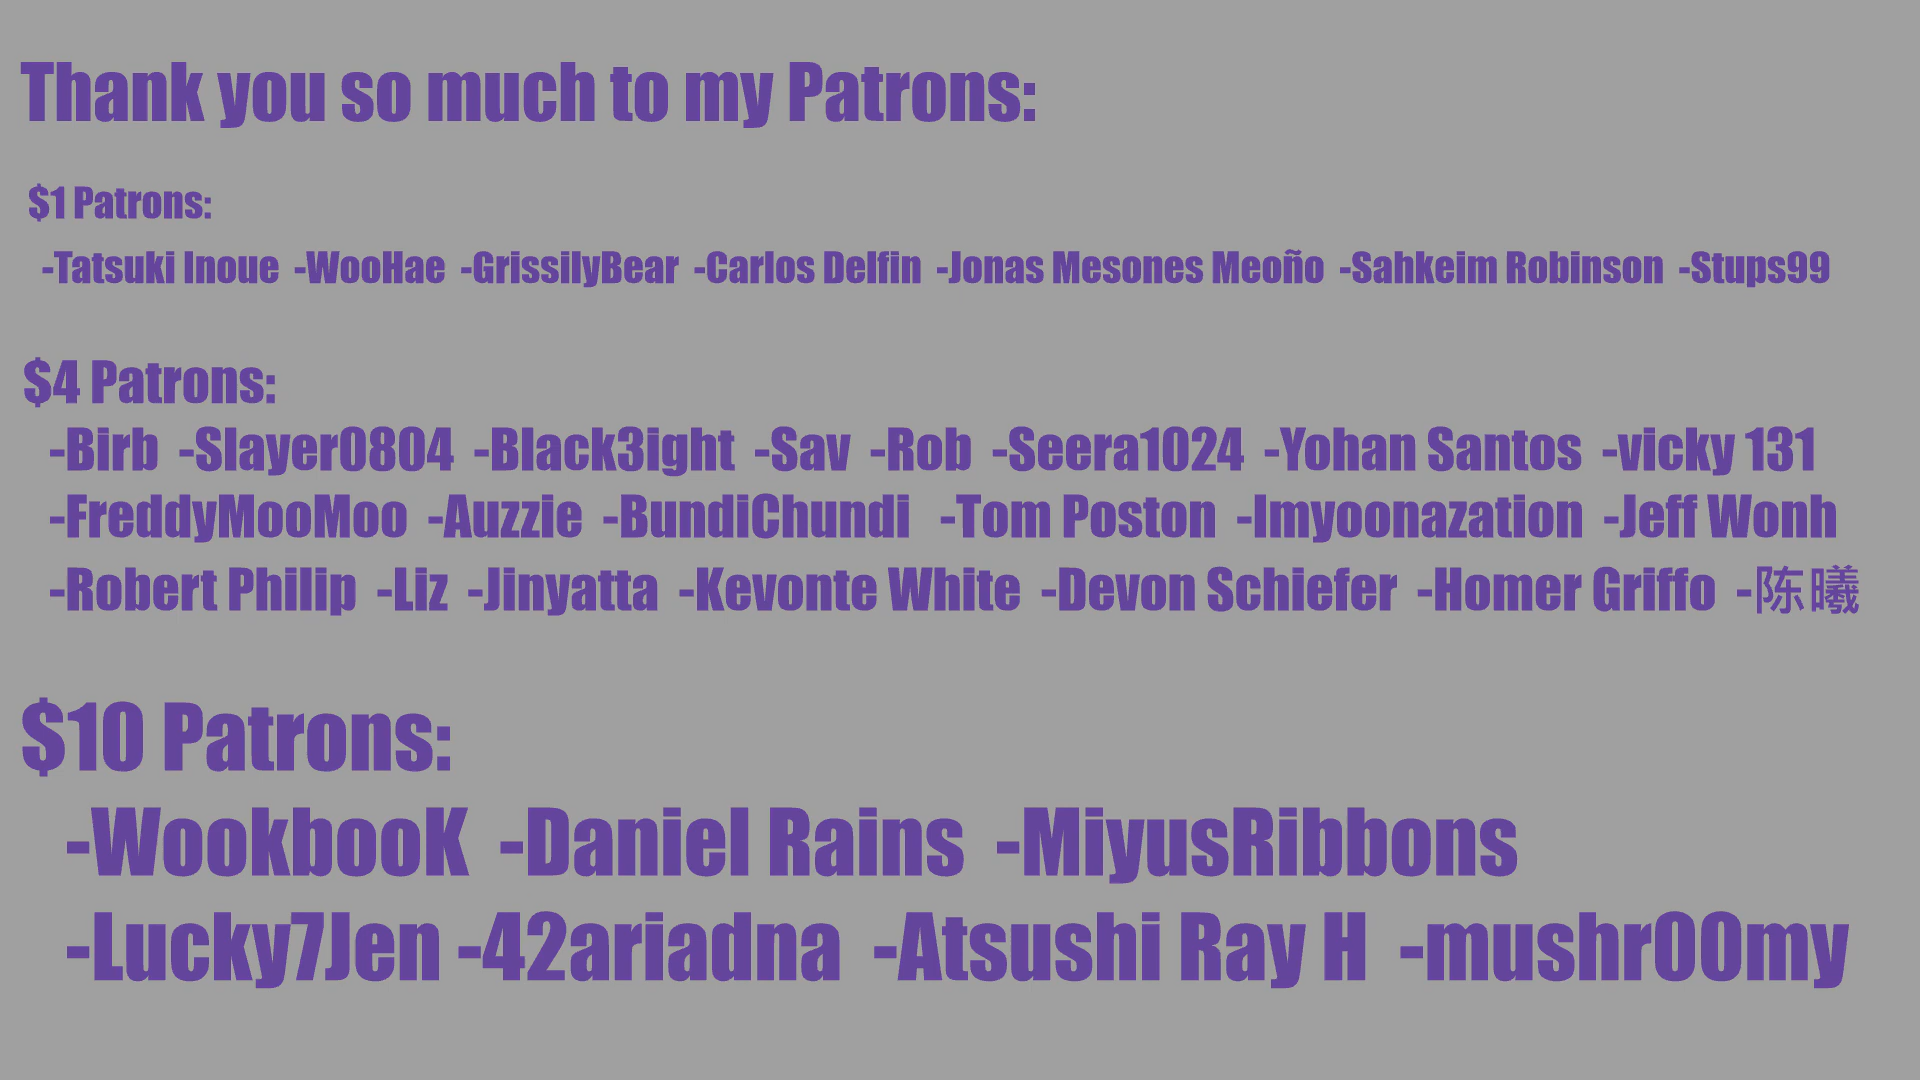 Thank you so much to my Patrons:
$1 Patrons:
-Tatsuki Inoue -WooHae -GrissilyBear -Carlos Delfin -Jonas Mesones Meoño -Sahkeim Robinson -Stups99
$4 Patrons:
-Birb -Slayer0804 -Black3ight -Sav -Rob -Seera1024 -Yohan Santos -vicky 131
-FreddyMooMoo -Auzzie -BundiChundi -Tom Poston -Imyoonazation -Jeff Wonh
-Robert Philip -Liz -Jinyatta -Kevonte White -Devon Schiefer -Homer Griffo -陈曦
$10 Patrons:
-WookbooK -Daniel Rains -MiyusRibbons
-Lucky7Jen -42ariadna -Atsushi Ray H -mushr00my